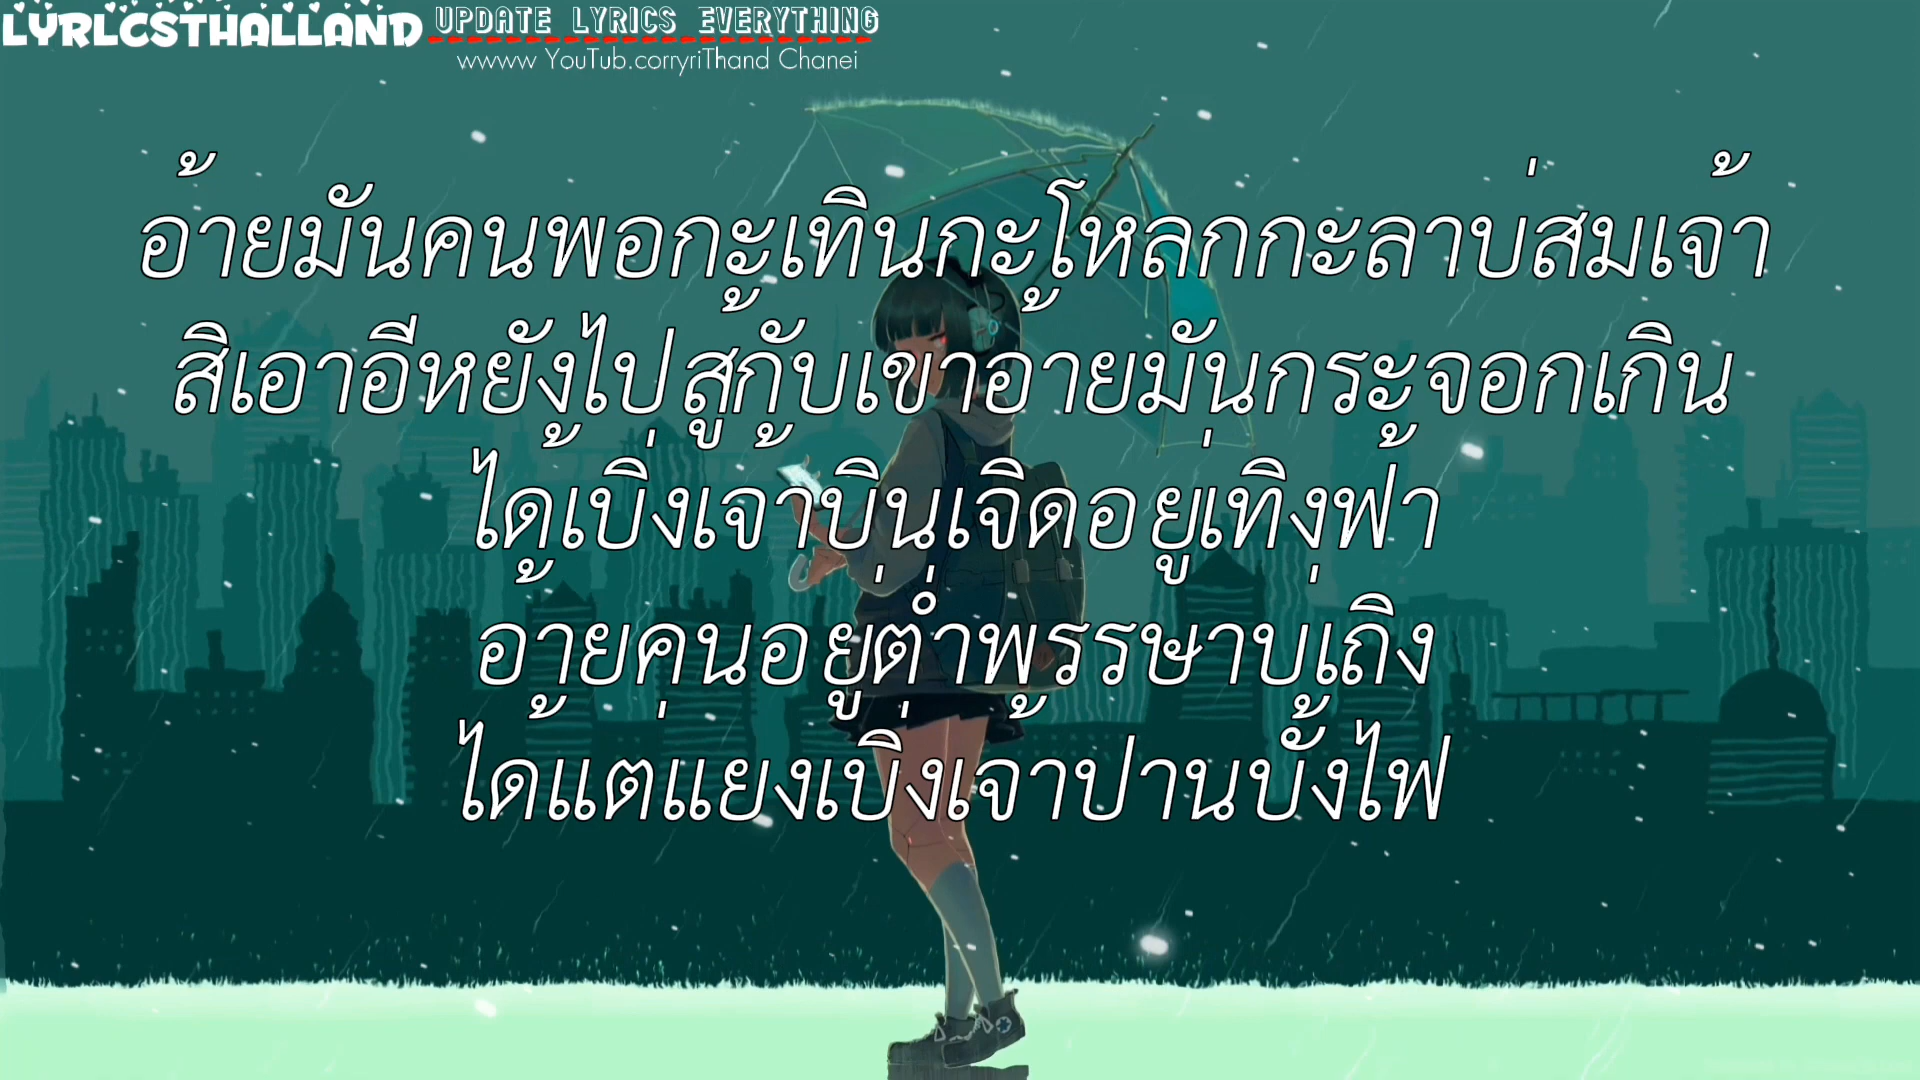 LYRLCSTHALLAND
UPDATE LYRICS EVERYTHING
wwww YouTub.corryriThand Chanei
อ้ายมันคนพอกะเทินกะโหลกกะลาบ่สมเจ้า
สิเอาอีหยังไปสู้กับเขาอ้ายมันกระจอกเกิน
ได้เบิ่งเจ้าบินเจิดอยู่เทิงฟ้า
อ้ายคนอยู่ต่ำพรรษาบ่เถิง
ได้แต่แยงเบิ่งเจ้าปานบั้งไฟ